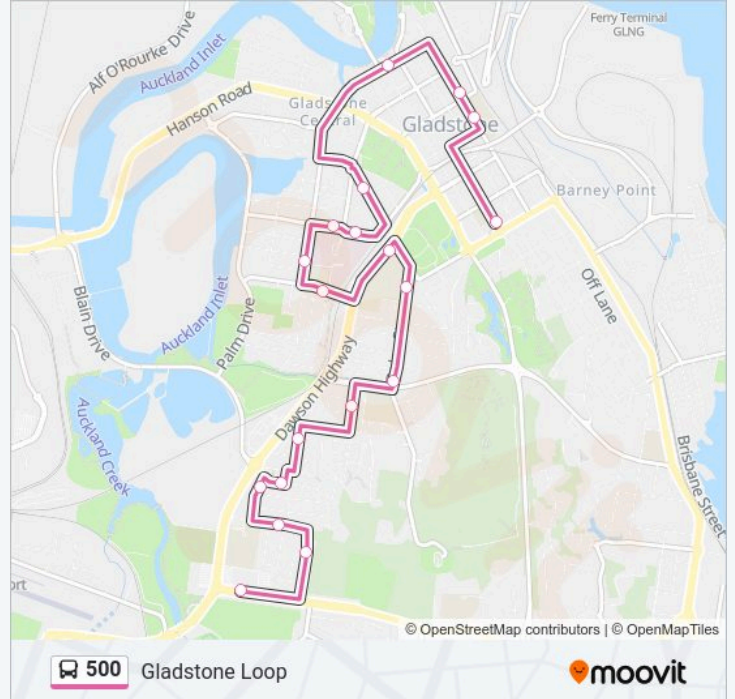 Ferry Terminal
GLNG
Alf O'Rourke Drive
Auckland Inlet
Hanson Road
Gladstone
Central
Gladstone
Barney Point
Off Lane
Blain Drive
Auckland Inlet
Palm Drive
Dawson Highway
Auckland Creek
Brisbane Street
ort
© OpenStreetMap contributors | © OpenMapTiles
500 Gladstone Loop
moovit